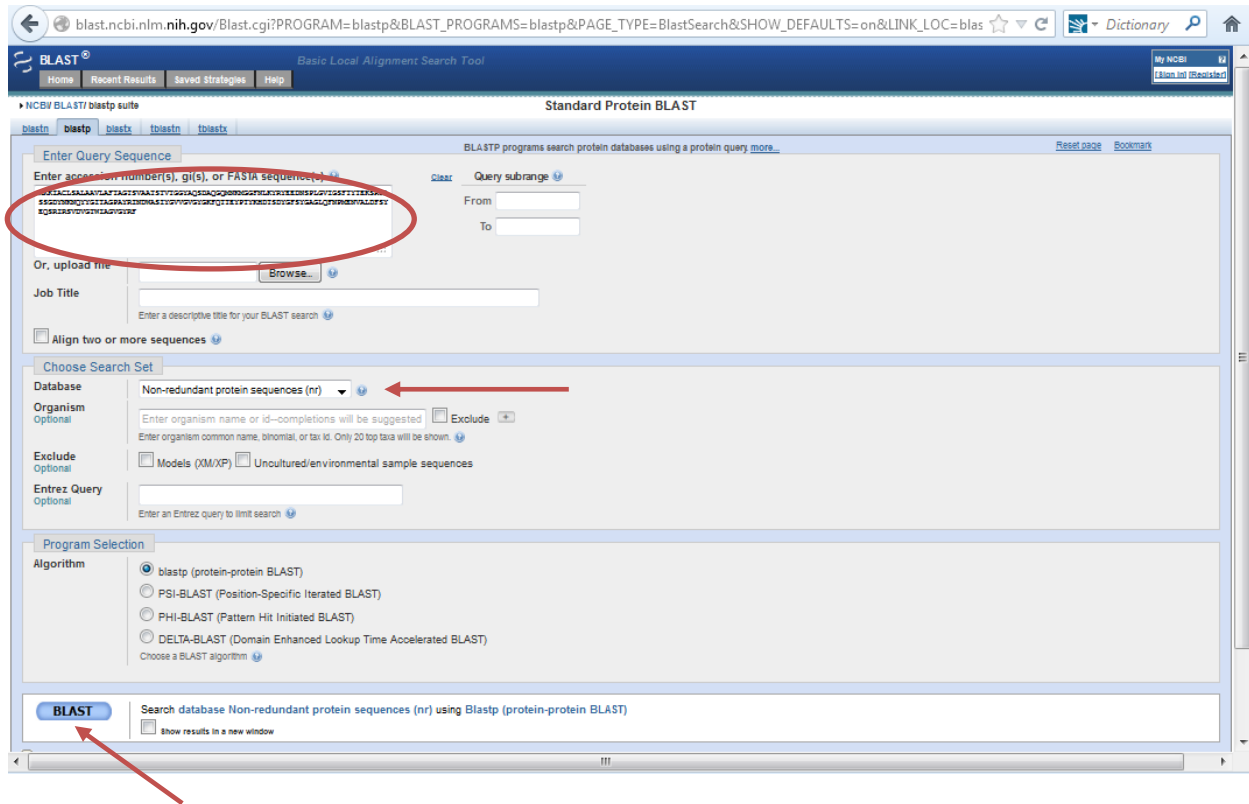 blast.ncbi.nlm.nih.gov/Blast.cgi?PROGRAM=blastp&BLAST_PROGRAMS=blastp&PAGE_TYPE=BlastSearch&SHOW_DEFAULTS=on&LINK_LOC=blas
Dictionary
BLAST ®
Basic Local Alignment Search Tool
My NCBI
[Sign In] [Register]
Home Recent Results Saved Strategies Help
NCBI/ BLAST/ blastp suite
Standard Protein BLAST
blastn blastp blastx tblastn tblastx
BLASTP programs search protein databases using a protein query. more...
Reset page Bookmark
Enter Query Sequence
Enter accession number(s), gi(s), or FASTA sequence(s)
Clear
Query subrange
From
To
Or, upload file
Browse...
Job Title
Enter a descriptive title for your BLAST search
Align two or more sequences
Choose Search Set
Database
Non-redundant protein sequences (nr)
Organism
Optional
Enter organism name or id--completions will be suggested
Exclude
+
Enter organism common name, binomial, or tax id. Only 20 top taxa will be shown.
Exclude
Optional
Models (XM/XP) Uncultured/environmental sample sequences
Entrez Query
Optional
Enter an Entrez query to limit search
Program Selection
Algorithm
blastp (protein-protein BLAST)
PSI-BLAST (Position-Specific Iterated BLAST)
PHI-BLAST (Pattern Hit Initiated BLAST)
DELTA-BLAST (Domain Enhanced Lookup Time Accelerated BLAST)
Choose a BLAST algorithm
BLAST
Search database Non-redundant protein sequences (nr) using Blastp (protein-protein BLAST)
Show results in a new window